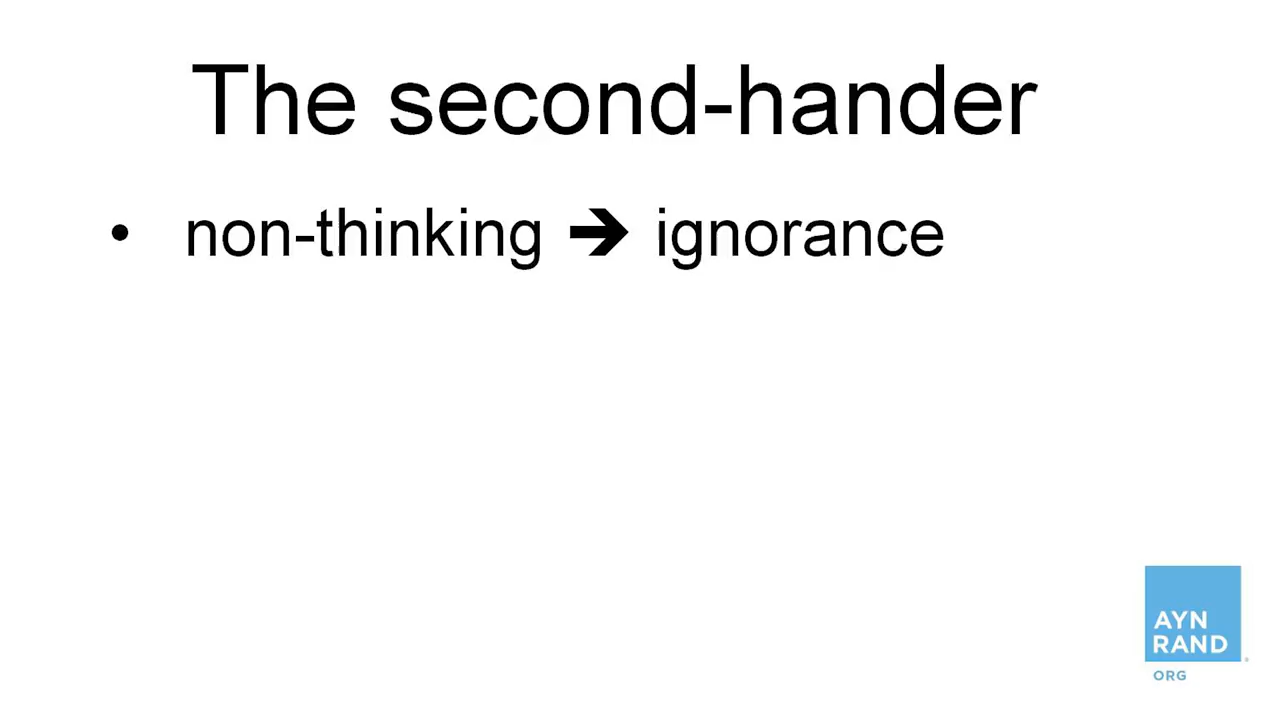 The second-hander
• non-thinking ➔ ignorance
AYN
RAND
ORG